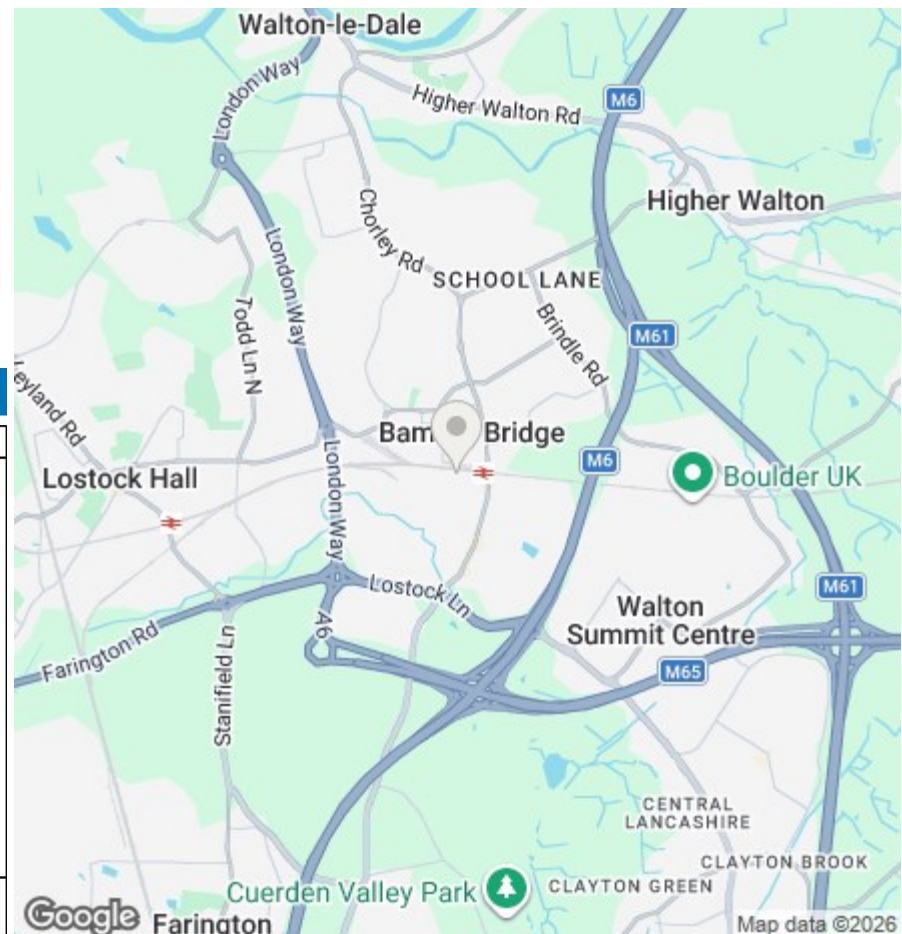 Walton-le-Dale
London Way
Higher Walton Rd
M6
Higher Walton
Chorley Rd
SCHOOL LANE
London Way
Todd Ln N
Brindle Rd
M61
Leyland Rd
Bam Bridge
London Way
M6
Boulder UK
Lostock Hall
Lostock Ln
Walton
Summit Centre
M61
A6
Farington Rd
Stanifield Ln
M65
CENTRAL
LANCASHIRE
CLAYTON BROOK
Cuerden Valley Park
CLAYTON GREEN
Google
Farington
Map data ©2026